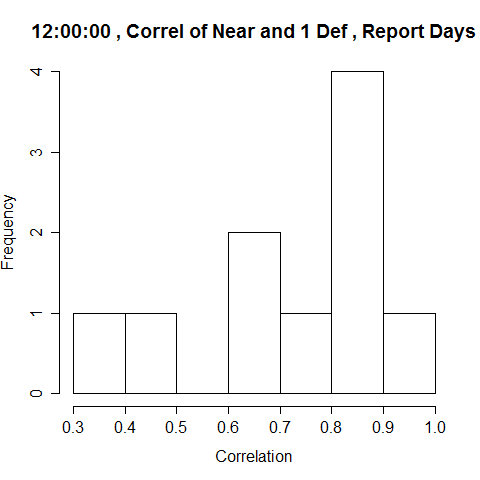 12:00:00 , Correl of Near and 1 Def , Report Days
4
3
2
1
0
Frequency
0.3 0.4 0.5 0.6 0.7 0.8 0.9 1.0
Correlation